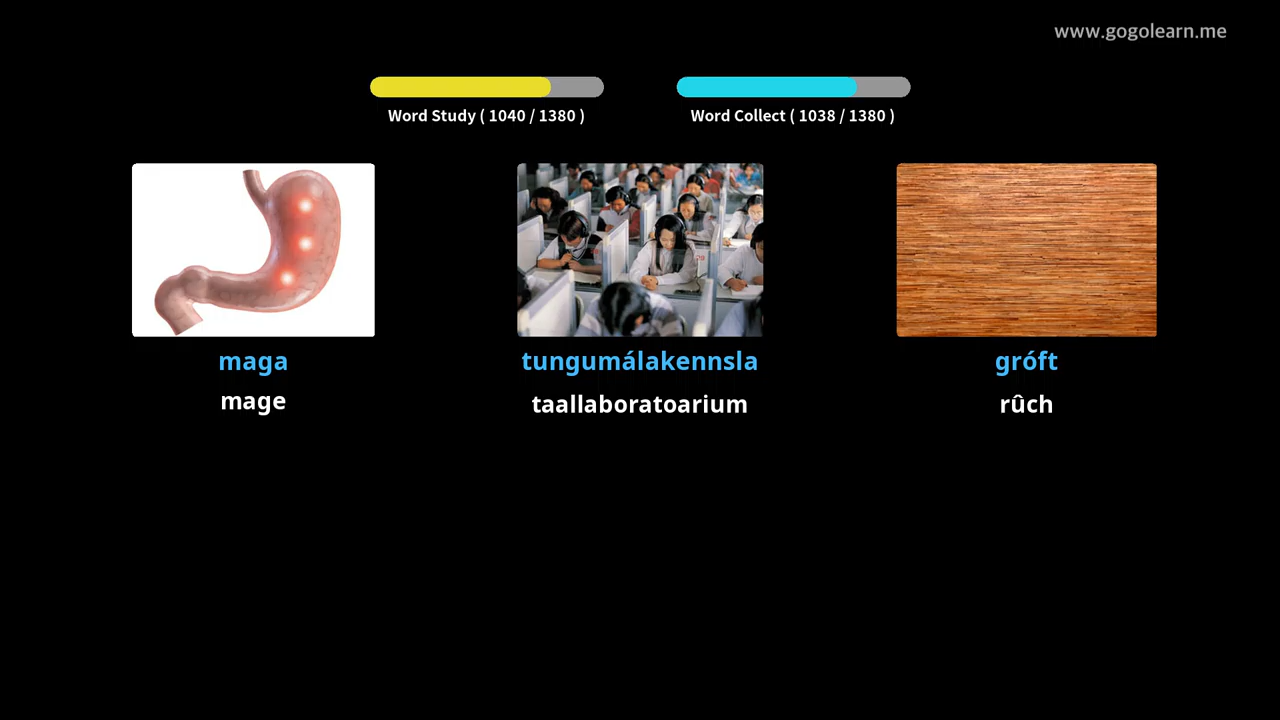 www.gogolearn.me
Word Study ( 1040 / 1380 )
Word Collect ( 1038 / 1380 )
maga
tungumálakennsla
gróft
mage
taallaboratoarium
rûch